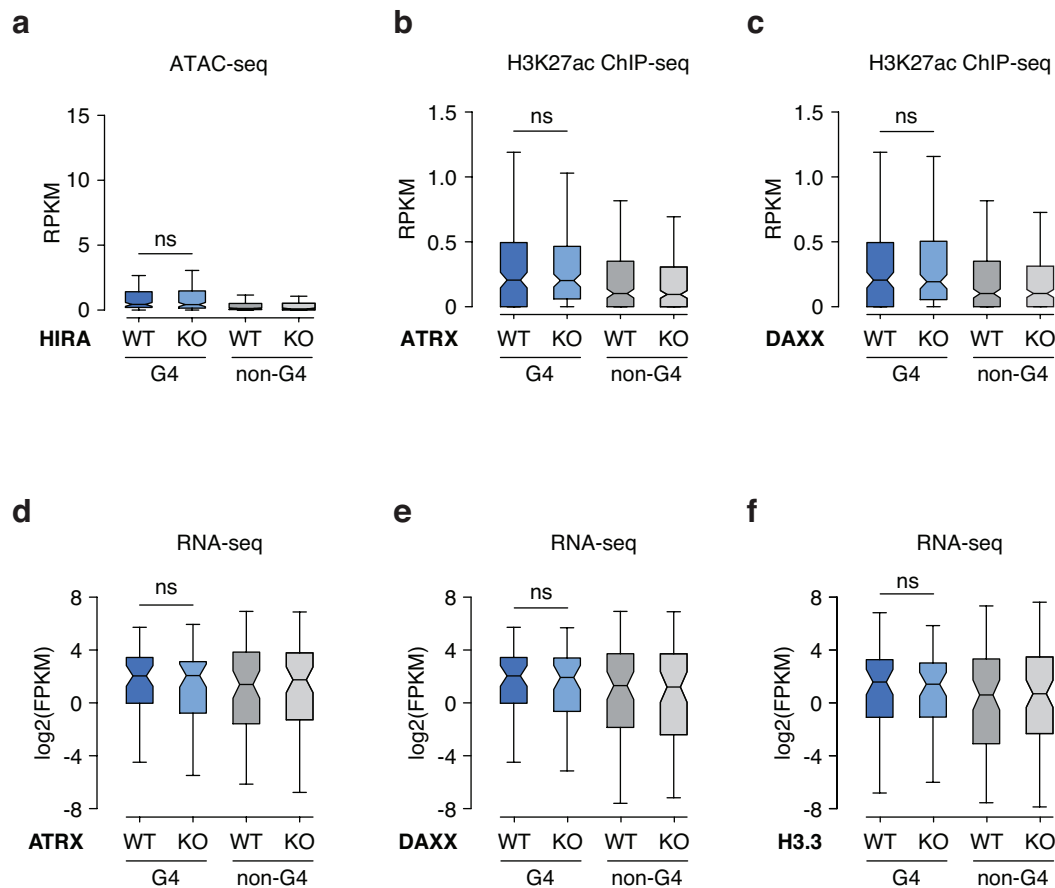 a
ATAC-seq
RPKM
15
10
5
0
ns
HIRA
WT KO WT KO
G4 non-G4
b
H3K27ac ChIP-seq
RPKM
1.5
1.0
0.5
0
ns
ATRX
WT KO WT KO
G4 non-G4
c
H3K27ac ChIP-seq
RPKM
1.5
1.0
0.5
0
ns
DAXX
WT KO WT KO
G4 non-G4
d
RNA-seq
log2(FPKM)
8
4
0
-4
-8
ns
ATRX
WT KO WT KO
G4 non-G4
e
RNA-seq
log2(FPKM)
8
4
0
-4
-8
ns
DAXX
WT KO WT KO
G4 non-G4
f
RNA-seq
log2(FPKM)
8
4
0
-4
-8
ns
H3.3
WT KO WT KO
G4 non-G4